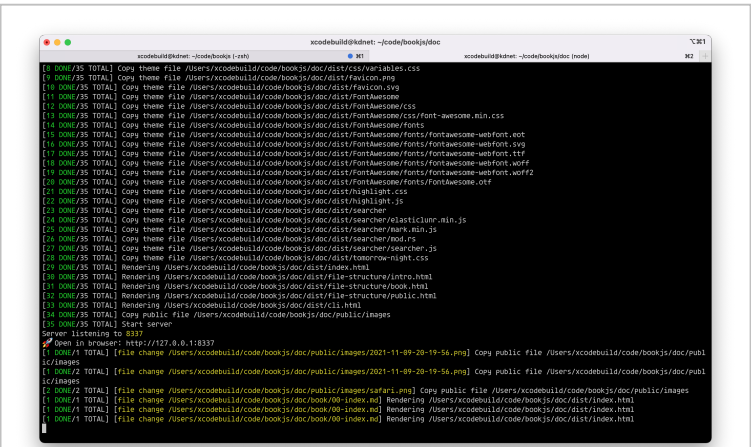 xcodebuild@kdnet: ~/code/bookjs/doc
⌥⌘1
xcodebuild@kdnet: ~/code/bookjs (-zsh)
⌘1
xcodebuild@kdnet: ~/code/bookjs/doc (node)
⌘2
+
[8 DONE/35 TOTAL] Copy theme file /Users/xcodebuild/code/bookjs/doc/dist/css/variables.css
[9 DONE/35 TOTAL] Copy theme file /Users/xcodebuild/code/bookjs/doc/dist/favicon.png
[10 DONE/35 TOTAL] Copy theme file /Users/xcodebuild/code/bookjs/doc/dist/favicon.svg
[11 DONE/35 TOTAL] Copy theme file /Users/xcodebuild/code/bookjs/doc/dist/FontAwesome
[12 DONE/35 TOTAL] Copy theme file /Users/xcodebuild/code/bookjs/doc/dist/FontAwesome/css
[13 DONE/35 TOTAL] Copy theme file /Users/xcodebuild/code/bookjs/doc/dist/FontAwesome/css/font-awesome.min.css
[14 DONE/35 TOTAL] Copy theme file /Users/xcodebuild/code/bookjs/doc/dist/FontAwesome/fonts
[15 DONE/35 TOTAL] Copy theme file /Users/xcodebuild/code/bookjs/doc/dist/FontAwesome/fonts/fontawesome-webfont.eot
[16 DONE/35 TOTAL] Copy theme file /Users/xcodebuild/code/bookjs/doc/dist/FontAwesome/fonts/fontawesome-webfont.svg
[17 DONE/35 TOTAL] Copy theme file /Users/xcodebuild/code/bookjs/doc/dist/FontAwesome/fonts/fontawesome-webfont.ttf
[18 DONE/35 TOTAL] Copy theme file /Users/xcodebuild/code/bookjs/doc/dist/FontAwesome/fonts/fontawesome-webfont.woff
[19 DONE/35 TOTAL] Copy theme file /Users/xcodebuild/code/bookjs/doc/dist/FontAwesome/fonts/fontawesome-webfont.woff2
[20 DONE/35 TOTAL] Copy theme file /Users/xcodebuild/code/bookjs/doc/dist/FontAwesome/fonts/FontAwesome.otf
[21 DONE/35 TOTAL] Copy theme file /Users/xcodebuild/code/bookjs/doc/dist/highlight.css
[22 DONE/35 TOTAL] Copy theme file /Users/xcodebuild/code/bookjs/doc/dist/highlight.js
[23 DONE/35 TOTAL] Copy theme file /Users/xcodebuild/code/bookjs/doc/dist/searcher
[24 DONE/35 TOTAL] Copy theme file /Users/xcodebuild/code/bookjs/doc/dist/searcher/elasticlunr.min.js
[25 DONE/35 TOTAL] Copy theme file /Users/xcodebuild/code/bookjs/doc/dist/searcher/mark.min.js
[26 DONE/35 TOTAL] Copy theme file /Users/xcodebuild/code/bookjs/doc/dist/searcher/mod.rs
[27 DONE/35 TOTAL] Copy theme file /Users/xcodebuild/code/bookjs/doc/dist/searcher/searcher.js
[28 DONE/35 TOTAL] Copy theme file /Users/xcodebuild/code/bookjs/doc/dist/tomorrow-night.css
[29 DONE/35 TOTAL] Rendering /Users/xcodebuild/code/bookjs/doc/dist/index.html
[30 DONE/35 TOTAL] Rendering /Users/xcodebuild/code/bookjs/doc/dist/file-structure/intro.html
[31 DONE/35 TOTAL] Rendering /Users/xcodebuild/code/bookjs/doc/dist/file-structure/book.html
[32 DONE/35 TOTAL] Rendering /Users/xcodebuild/code/bookjs/doc/dist/file-structure/public.html
[33 DONE/35 TOTAL] Rendering /Users/xcodebuild/code/bookjs/doc/dist/cli.html
[34 DONE/35 TOTAL] Copy public file /Users/xcodebuild/code/bookjs/doc/public/images
[35 DONE/35 TOTAL] Start server
Server listening to 8337
🚀 Open in browser: http://127.0.0.1:8337
[1 DONE/1 TOTAL] [file change /Users/xcodebuild/code/bookjs/doc/public/images/2021-11-09-20-19-56.png] Copy public file /Users/xcodebuild/code/bookjs/doc/publ
ic/images
[1 DONE/2 TOTAL] [file change /Users/xcodebuild/code/bookjs/doc/public/images/2021-11-09-20-19-56.png] Copy public file /Users/xcodebuild/code/bookjs/doc/publ
ic/images
[2 DONE/2 TOTAL] [file change /Users/xcodebuild/code/bookjs/doc/public/images/safari.png] Copy public file /Users/xcodebuild/code/bookjs/doc/public/images
[1 DONE/1 TOTAL] [file change /Users/xcodebuild/code/bookjs/doc/book/00-index.md] Rendering /Users/xcodebuild/code/bookjs/doc/dist/index.html
[1 DONE/1 TOTAL] [file change /Users/xcodebuild/code/bookjs/doc/book/00-index.md] Rendering /Users/xcodebuild/code/bookjs/doc/dist/index.html
[1 DONE/1 TOTAL] [file change /Users/xcodebuild/code/bookjs/doc/book/00-index.md] Rendering /Users/xcodebuild/code/bookjs/doc/dist/index.html